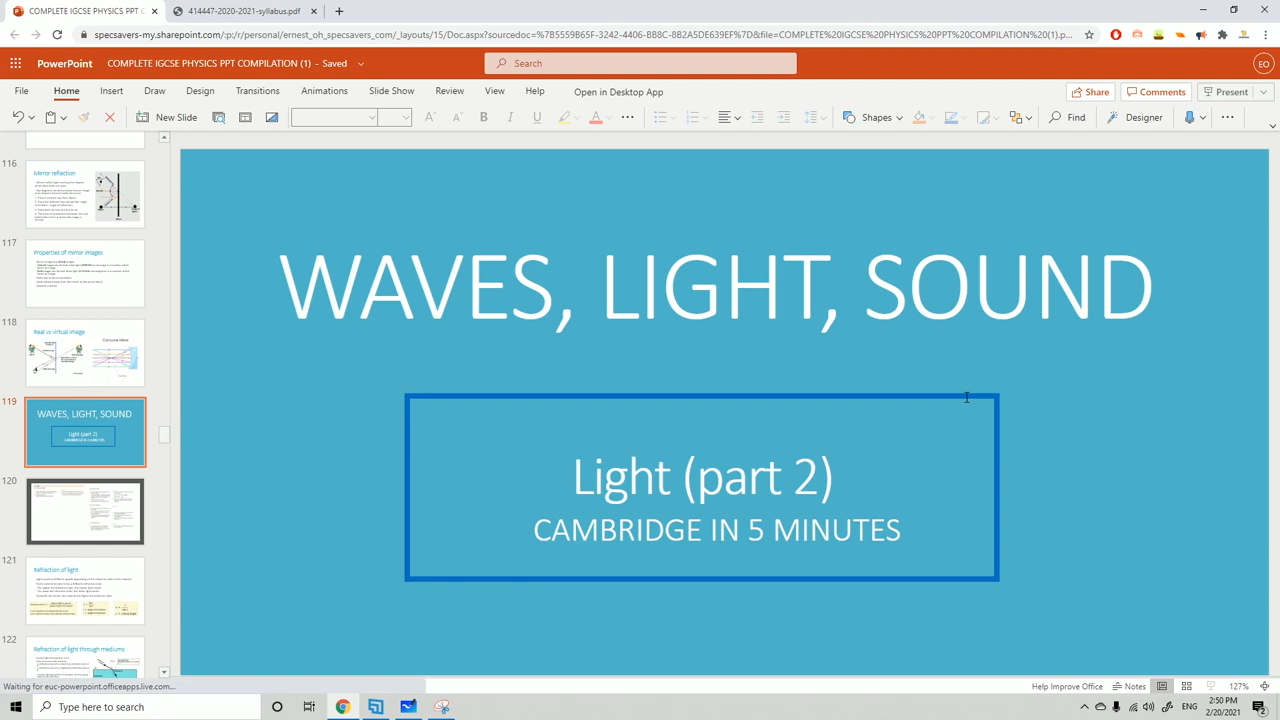 COMPLETE IGCSE PHYSICS PPT COM
414447-2020-2021-syllabus.pdf
specsavers-my.sharepoint.com/:p:/r/personal/ernest_oh_specsavers_com/_layouts/15/Doc.aspx?sourcedoc=%7B5559B65F-3242-4406-BB8C-8B2A5DE639EF%7D&file=COMPLETE%20IGCSE%20PHYSICS%20PPT%20COMPILATION%20(1).p...
PowerPoint COMPLETE IGCSE PHYSICS PPT COMPILATION (1) - Saved
Search
EO
File Home Insert Draw Design Transitions Animations Slide Show Review View Help Open in Desktop App
Share Comments Present
New Slide
B I U A
Shapes Find Designer
116
Mirror reflection
117
Properties of mirror images
118
Real vs virtual image
119
WAVES, LIGHT, SOUND
Light (part 2)
CAMBRIDGE IN 5 MINUTES
120
121
Refraction of light
122
Refraction of light through mediums
WAVES, LIGHT, SOUND
Light (part 2)
CAMBRIDGE IN 5 MINUTES
Waiting for euc-powerpoint.officeapps.live.com...
Help Improve Office Notes 127%
Type here to search
ENG
2:50 PM
2/20/2021
2